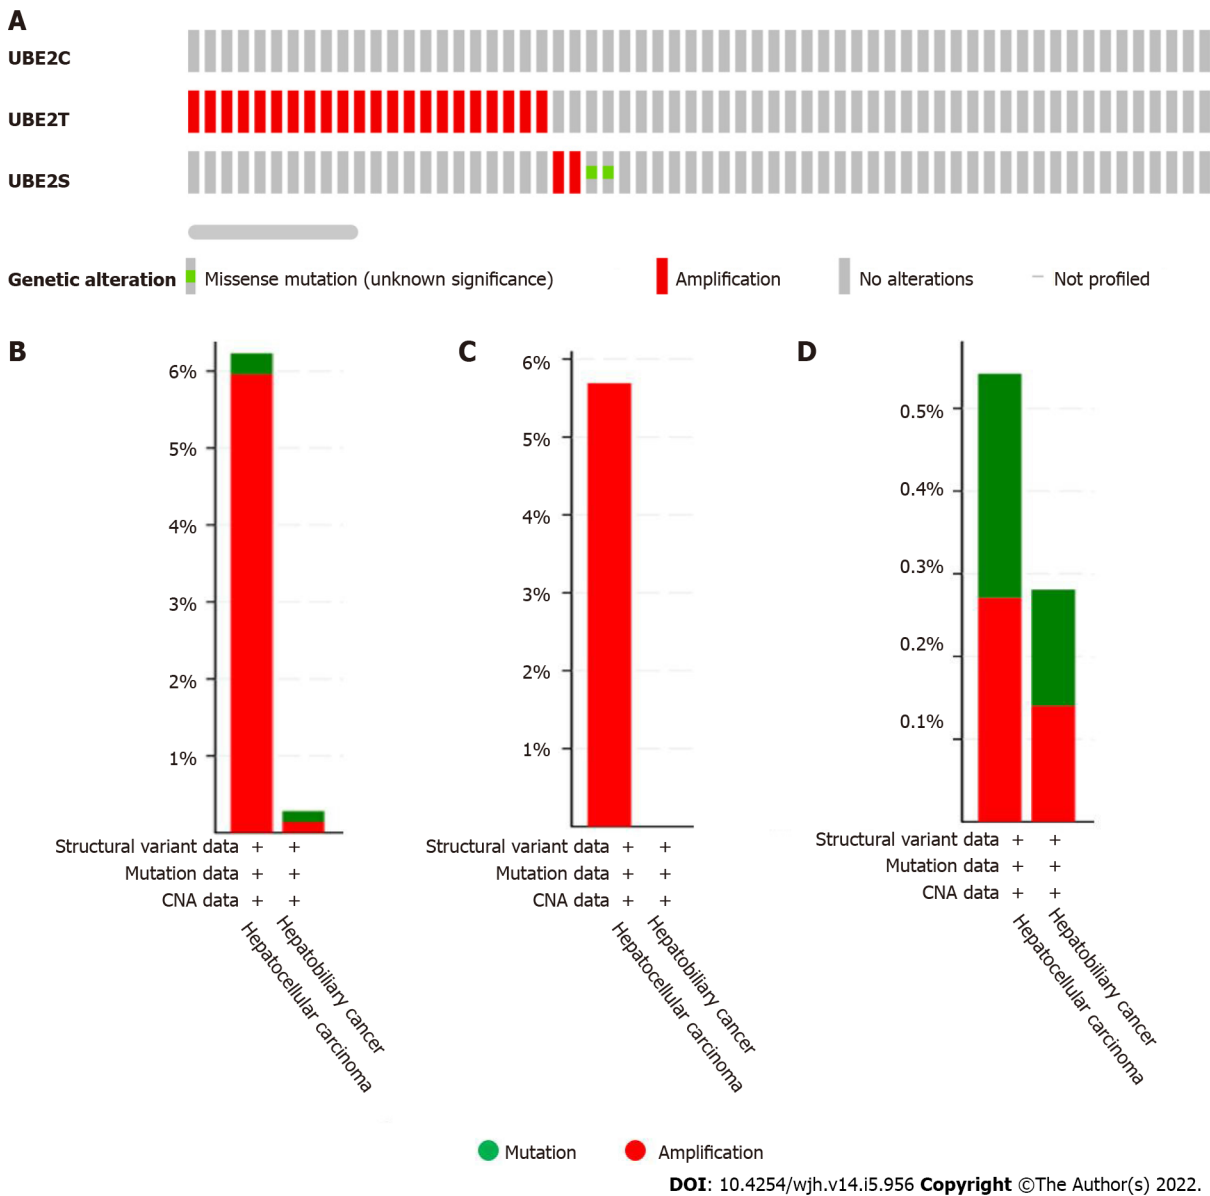 A
UBE2C
UBE2T
UBE2S
Genetic alteration Missense mutation (unknown significance) Amplification No alterations Not profiled
B
6%
5%
4%
3%
2%
1%
Structural variant data + +
Mutation data + +
CNA data + +
Hepatocellular carcinoma
Hepatobiliary cancer
C
6%
5%
4%
3%
2%
1%
Structural variant data + +
Mutation data + +
CNA data + +
Hepatocellular carcinoma
Hepatobiliary cancer
D
0.5%
0.4%
0.3%
0.2%
0.1%
Structural variant data + +
Mutation data + +
CNA data + +
Hepatocellular carcinoma
Hepatobiliary cancer
Mutation Amplification
DOI: 10.4254/wjh.v14.i5.956 Copyright ©The Author(s) 2022.